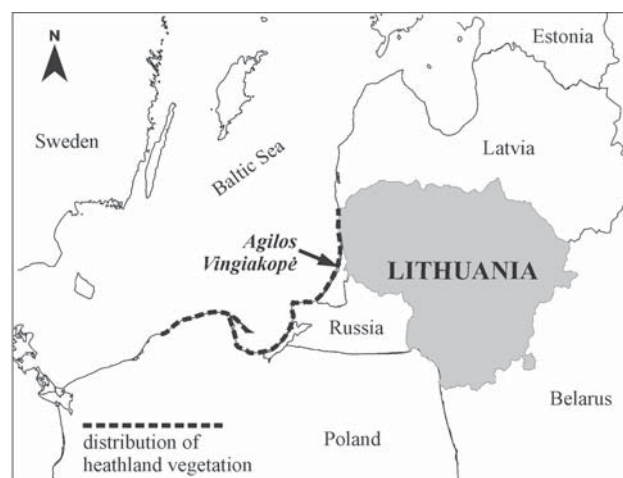 N
Estonia
Sweden
Latvia
Baltic Sea
Agilos
Vingiakopė
LITHUANIA
Russia
Belarus
distribution of
heathland vegetation
Poland